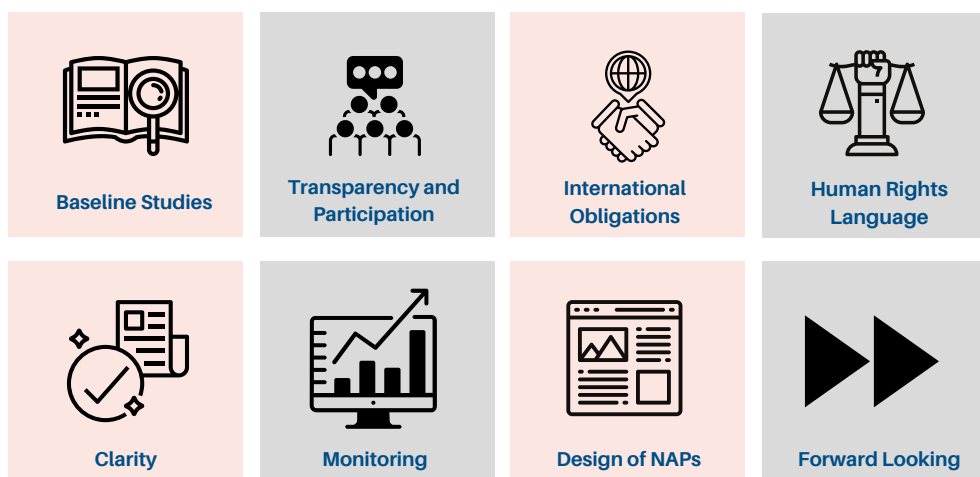 Baseline Studies
Transparency and
Participation
International
Obligations
Human Rights
Language
Clarity
Monitoring
Design of NAPs
Forward Looking